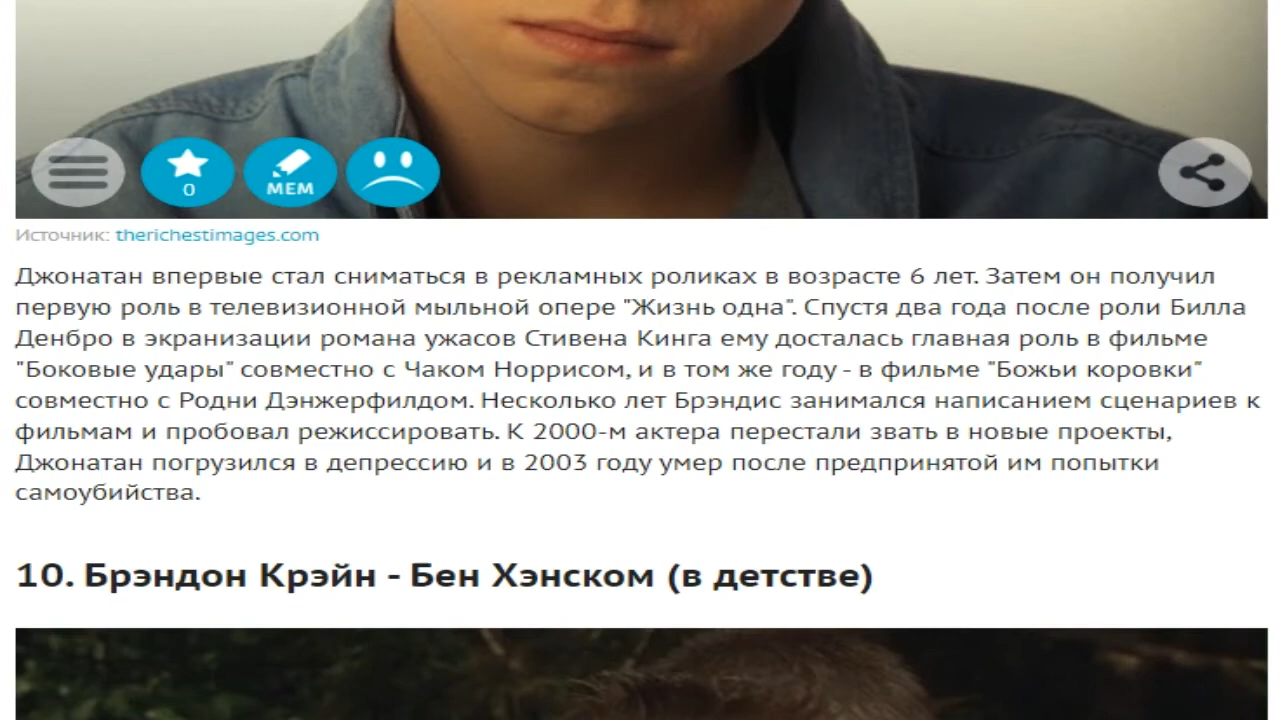 0
МЕМ
Источник: therichestimages.com
Джонатан впервые стал сниматься в рекламных роликах в возрасте 6 лет. Затем он получил
первую роль в телевизионной мыльной опере "Жизнь одна". Спустя два года после роли Билла
Денбро в экранизации романа ужасов Стивена Кинга ему досталась главная роль в фильме
"Боковые удары" совместно с Чаком Норрисом, и в том же году - в фильме "Божьи коровки"
совместно с Родни Дэнжерфилдом. Несколько лет Брэндис занимался написанием сценариев к
фильмам и пробовал режиссировать. К 2000-м актера перестали звать в новые проекты,
Джонатан погрузился в депрессию и в 2003 году умер после предпринятой им попытки
самоубийства.
10. Брэндон Крэйн - Бен Хэнском (в детстве)